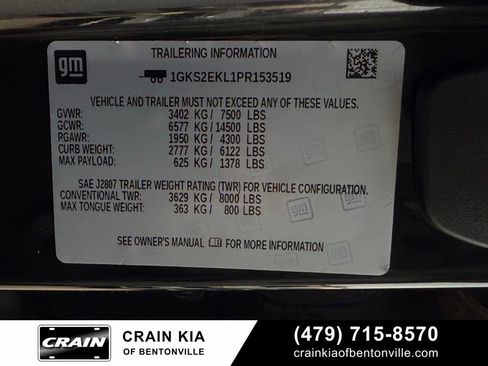 gm
TRAILERING INFORMATION
1GKS2EKL1PR153519
VEHICLE AND TRAILER MUST NOT EXCEED ANY OF THESE VALUES.
GVWR: 3402 KG / 7500 LBS
GCWR: 6577 KG / 14500 LBS
RGAWR: 1950 KG / 4300 LBS
CURB WEIGHT: 2777 KG / 6122 LBS
MAX PAYLOAD: 625 KG / 1378 LBS
SAE J2807 TRAILER WEIGHT RATING (TWR) FOR VEHICLE CONFIGURATION.
CONVENTIONAL TWR: 3629 KG / 8000 LBS
MAX TONGUE WEIGHT: 363 KG / 800 LBS
SEE OWNER'S MANUAL FOR MORE INFORMATION
CRAIN
CRAIN KIA
OF BENTONVILLE
(479) 715-8570
crainkiaofbentonville.com